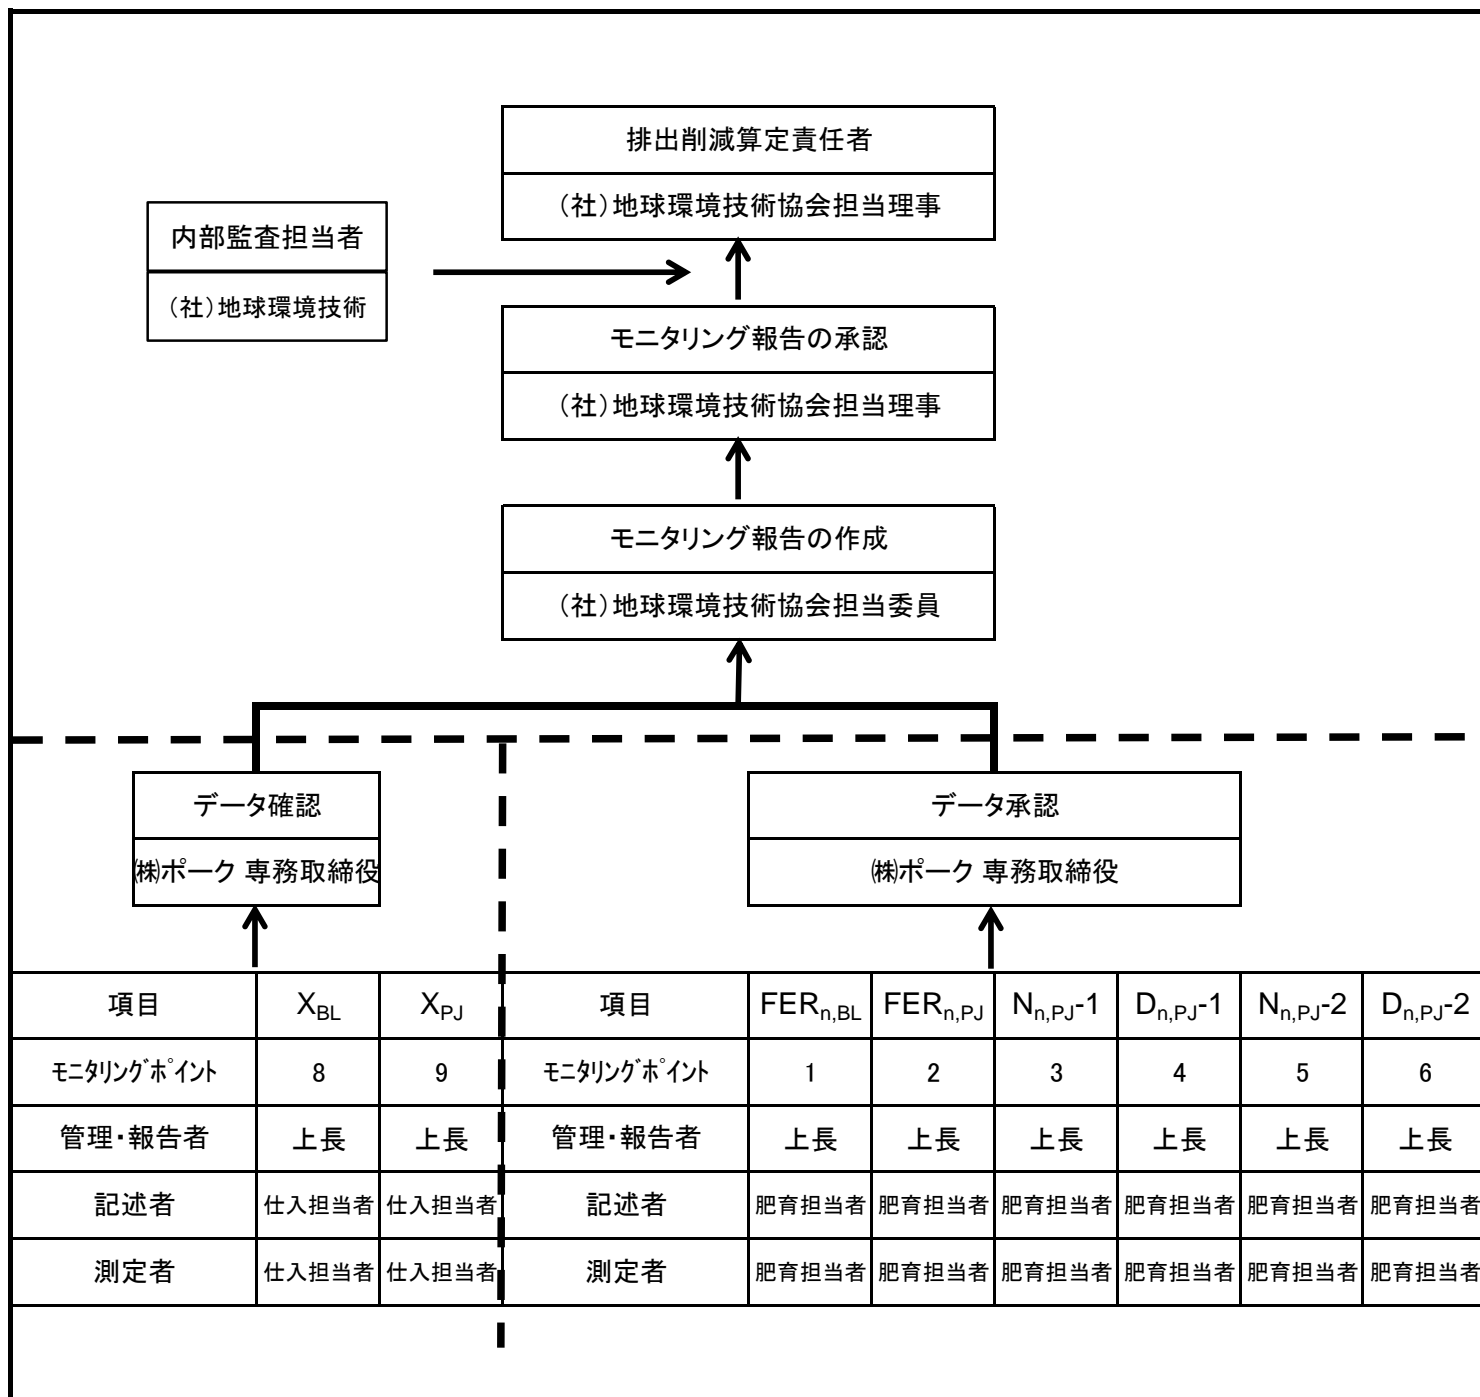 排出削減算定責任者
（社）地球環境技術協会担当理事
内部監査担当者
（社）地球環境技術
モニタリング報告の承認
（社）地球環境技術協会担当理事
モニタリング報告の作成
（社）地球環境技術協会担当委員
データ確認
㈱ポーク 専務取締役
データ承認
㈱ポーク 専務取締役
項目 XBL XPJ 項目 FERn,BL FERn,PJ Nn,PJ-1 Dn,PJ-1 Nn,PJ-2 Dn,PJ-2
ﾓﾆﾀﾘﾝｸﾞﾎﾟｲﾝﾄ 8 9 ﾓﾆﾀﾘﾝｸﾞﾎﾟｲﾝﾄ 1 2 3 4 5 6
管理・報告者 上長 上長 管理・報告者 上長 上長 上長 上長 上長 上長
記述者 仕入担当者 仕入担当者 記述者 肥育担当者 肥育担当者 肥育担当者 肥育担当者 肥育担当者 肥育担当者
測定者 仕入担当者 仕入担当者 測定者 肥育担当者 肥育担当者 肥育担当者 肥育担当者 肥育担当者 肥育担当者